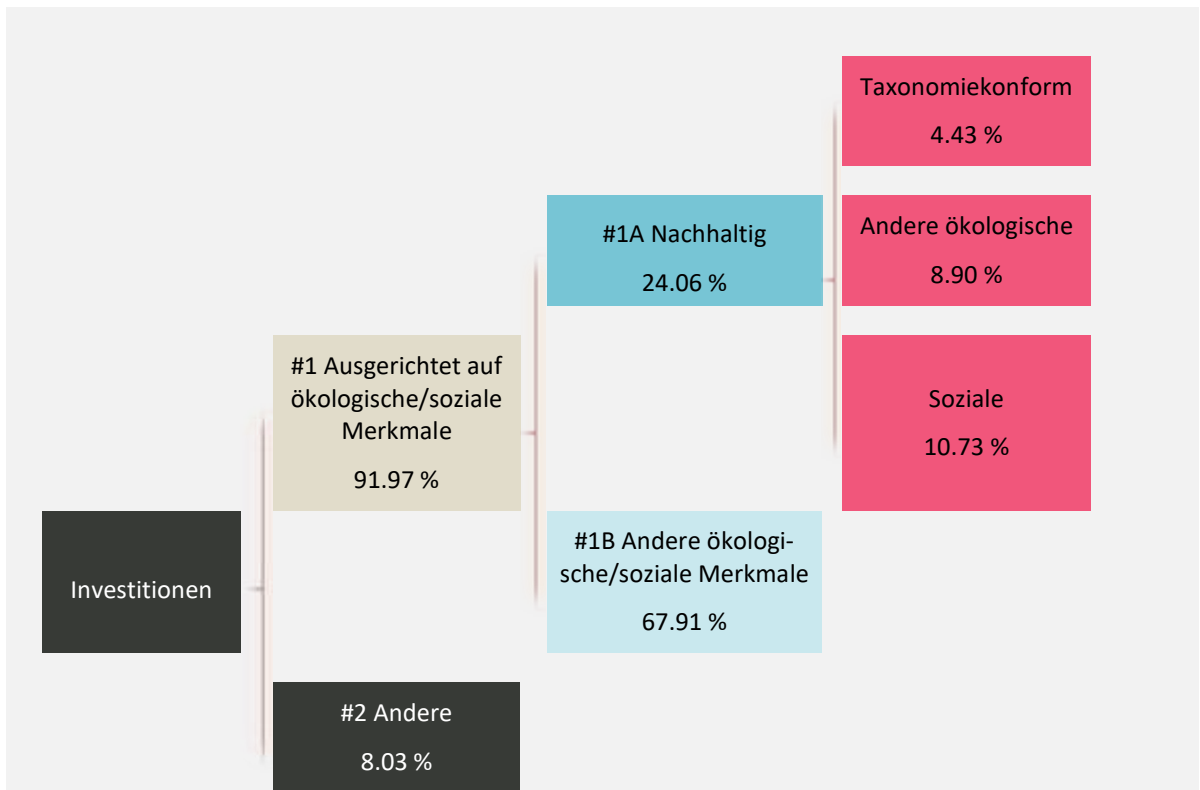 Taxonomiekonform
4.43 %
#1A Nachhaltig
24.06 %
Andere ökologische
8.90 %
#1 Ausgerichtet auf
ökologische/soziale
Merkmale
91.97 %
Soziale
10.73 %
Investitionen
#1B Andere ökologi-
sche/soziale Merkmale
67.91 %
#2 Andere
8.03 %